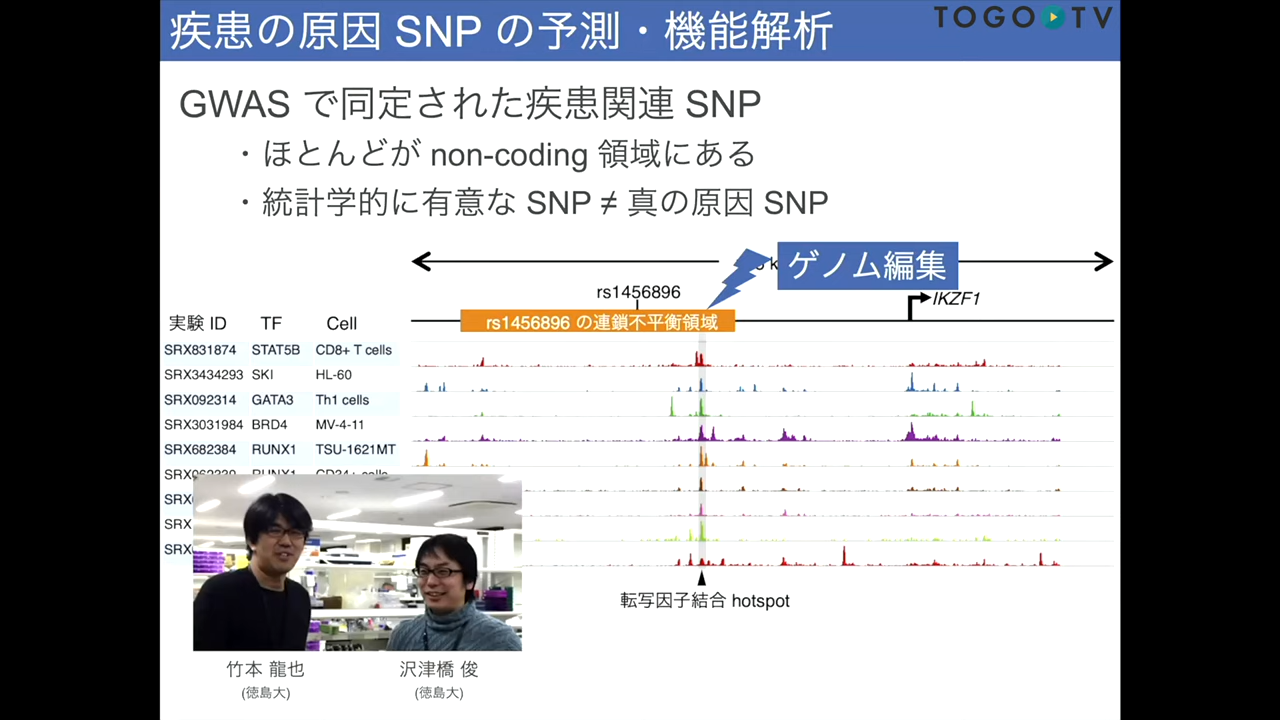 疾患の原因 SNP の予測・機能解析
TOGO TV
GWAS で同定された疾患関連 SNP
・ほとんどが non-coding 領域にある
・統計学的に有意な SNP ≠ 真の原因 SNP
ゲノム編集
rs1456896
IKZF1
実験 ID TF Cell
rs1456896 の連鎖不平衡領域
SRX831874 STAT5B CD8+ T cells
SRX3434293 SKI HL-60
SRX092314 GATA3 Th1 cells
SRX3031984 BRD4 MV-4-11
SRX682384 RUNX1 TSU-1621MT
RUNX1 CD34+ cells
SRX
SRX
SRX
転写因子結合 hotspot
竹本 龍也 沢津橋 俊
(徳島大) (徳島大)